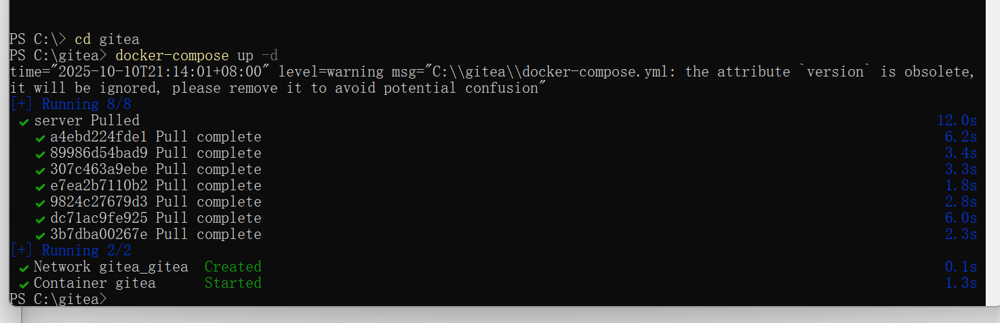 PS C:\> cd gitea
PS C:\gitea> docker-compose up -d
time="2025-10-10T21:14:01+08:00" level=warning msg="C:\\gitea\\docker-compose.yml: the attribute `version` is obsolete,
it will be ignored, please remove it to avoid potential confusion"
[+] Running 8/8
✔ server Pulled 12.0s
✔ a4ebd224fde1 Pull complete 6.2s
✔ 89986d54bad9 Pull complete 3.4s
✔ 307c463a9ebe Pull complete 3.3s
✔ e7ea2b7110b2 Pull complete 1.8s
✔ 9824c27679d3 Pull complete 2.8s
✔ dc71ac9fe925 Pull complete 6.0s
✔ 3b7dba00267e Pull complete 2.3s
[+] Running 2/2
✔ Network gitea_gitea Created 0.1s
✔ Container gitea Started 1.3s
PS C:\gitea>